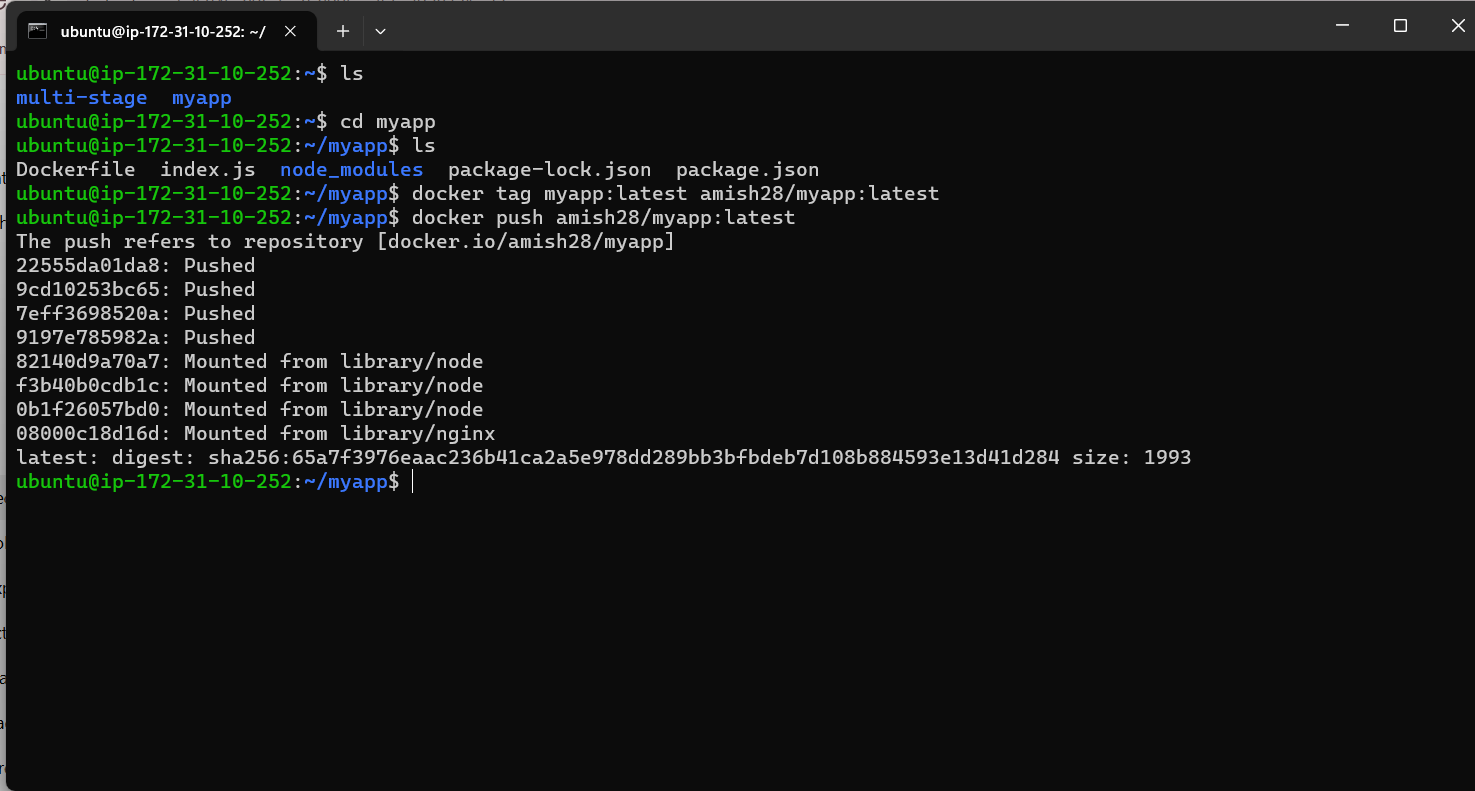 ubuntu@ip-172-31-10-252: ~/
ubuntu@ip-172-31-10-252:~$ ls
multi-stage  myapp
ubuntu@ip-172-31-10-252:~$ cd myapp
ubuntu@ip-172-31-10-252:~/myapp$ ls
Dockerfile  index.js  node_modules  package-lock.json  package.json
ubuntu@ip-172-31-10-252:~/myapp$ docker tag myapp:latest amish28/myapp:latest
ubuntu@ip-172-31-10-252:~/myapp$ docker push amish28/myapp:latest
The push refers to repository [docker.io/amish28/myapp]
22555da01da8: Pushed
9cd10253bc65: Pushed
7eff3698520a: Pushed
9197e785982a: Pushed
82140d9a70a7: Mounted from library/node
f3b40b0cdb1c: Mounted from library/node
0b1f26057bd0: Mounted from library/node
08000c18d16d: Mounted from library/nginx
latest: digest: sha256:65a7f3976eaac236b41ca2a5e978dd289bb3bfbdeb7d108b884593e13d41d284 size: 1993
ubuntu@ip-172-31-10-252:~/myapp$